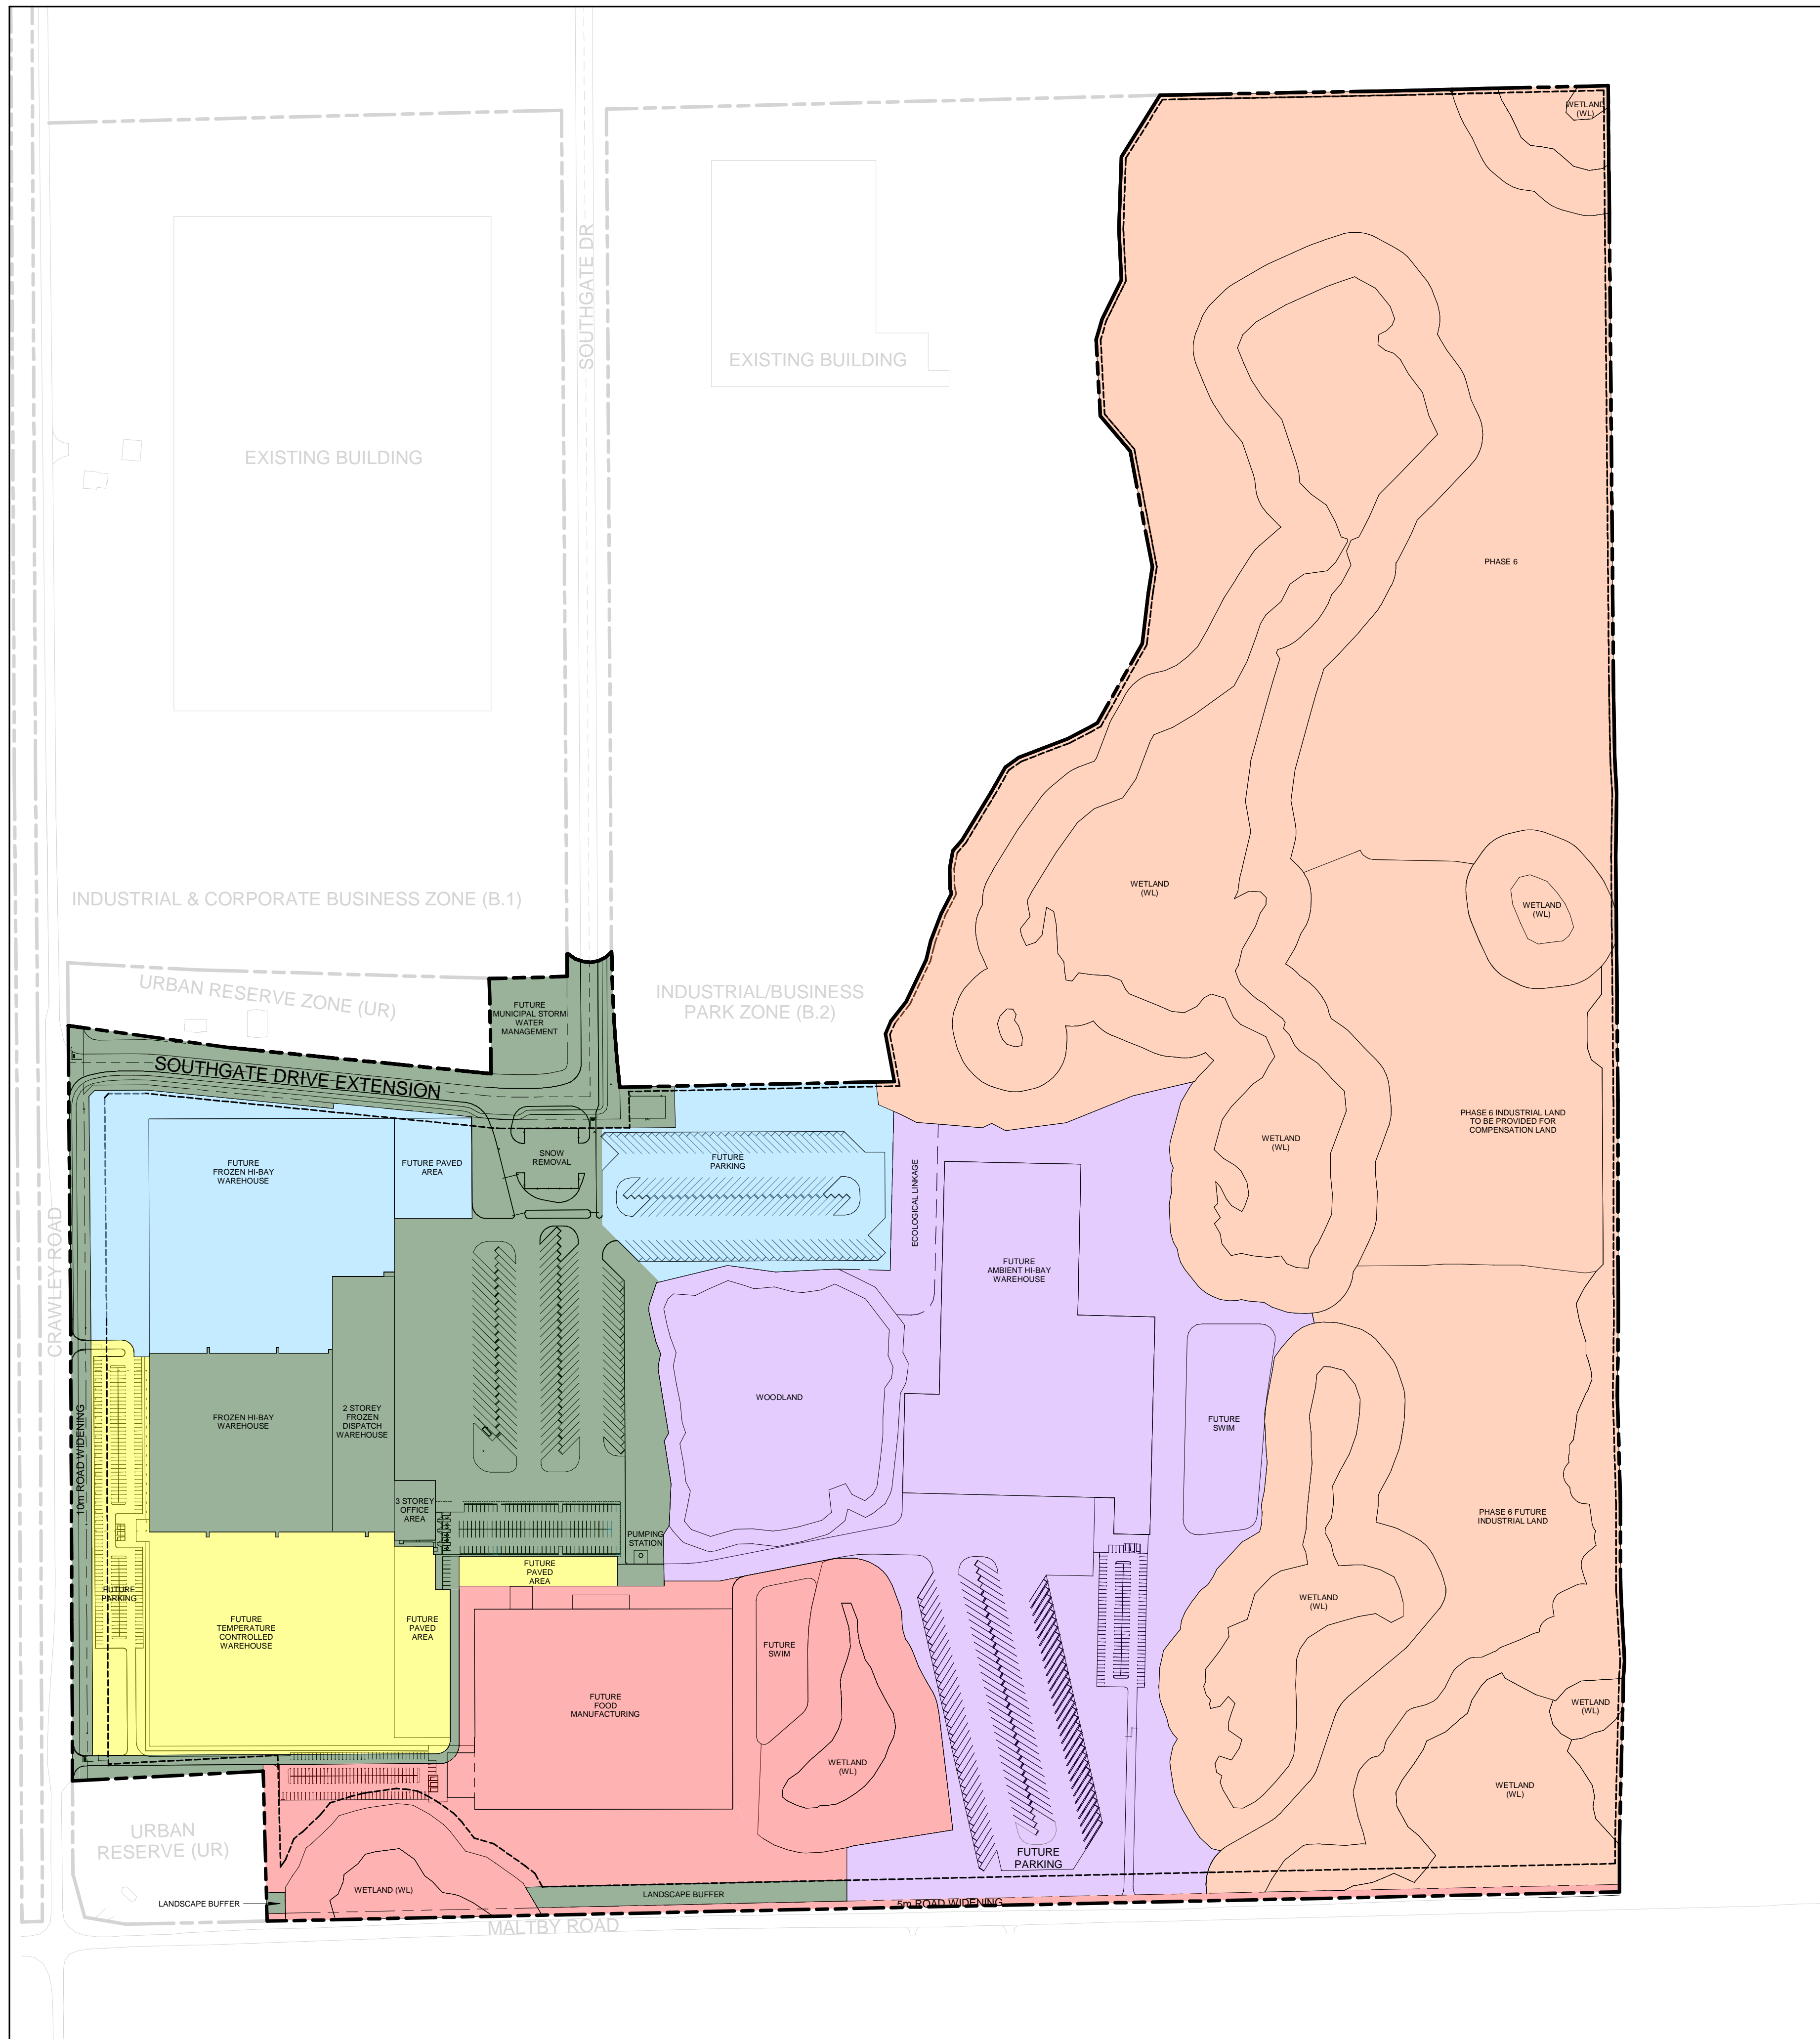 WETLAND
(WL)
SOUTHGATE DR
EXISTING BUILDING
EXISTING BUILDING
PHASE 6
INDUSTRIAL & CORPORATE BUSINESS ZONE (B.1)
WETLAND
(WL)
WETLAND
(WL)
URBAN RESERVE ZONE (UR)
INDUSTRIAL/BUSINESS
PARK ZONE (B.2)
FUTURE
MUNICIPAL STORM
WATER
MANAGEMENT
SOUTHGATE DRIVE EXTENSION
PHASE 6 INDUSTRIAL LAND
TO BE PROVIDED FOR
COMPENSATION LAND
WETLAND
(WL)
FUTURE
FROZEN HI-BAY
WAREHOUSE
FUTURE PAVED
AREA
SNOW
REMOVAL
FUTURE
PARKING
ECOLOGICAL LINKAGE
FUTURE
AMBIENT HI-BAY
WAREHOUSE
CRAWLEY ROAD
WOODLAND
FROZEN HI-BAY
WAREHOUSE
2 STOREY
FROZEN
DISPATCH
WAREHOUSE
FUTURE
SWIM
10m ROAD WIDENING
3 STOREY
OFFICE
AREA
PUMPING
STATION
PHASE 6 FUTURE
INDUSTRIAL LAND
FUTURE
PAVED
AREA
FUTURE
PARKING
FUTURE
TEMPERATURE
CONTROLLED
WAREHOUSE
FUTURE
PAVED
AREA
WETLAND
(WL)
FUTURE
SWIM
FUTURE
FOOD
MANUFACTURING
WETLAND
(WL)
WETLAND
(WL)
WETLAND
(WL)
URBAN
RESERVE (UR)
FUTURE
PARKING
WETLAND (WL)
LANDSCAPE BUFFER
LANDSCAPE BUFFER
5m ROAD WIDENING
MALTBY ROAD